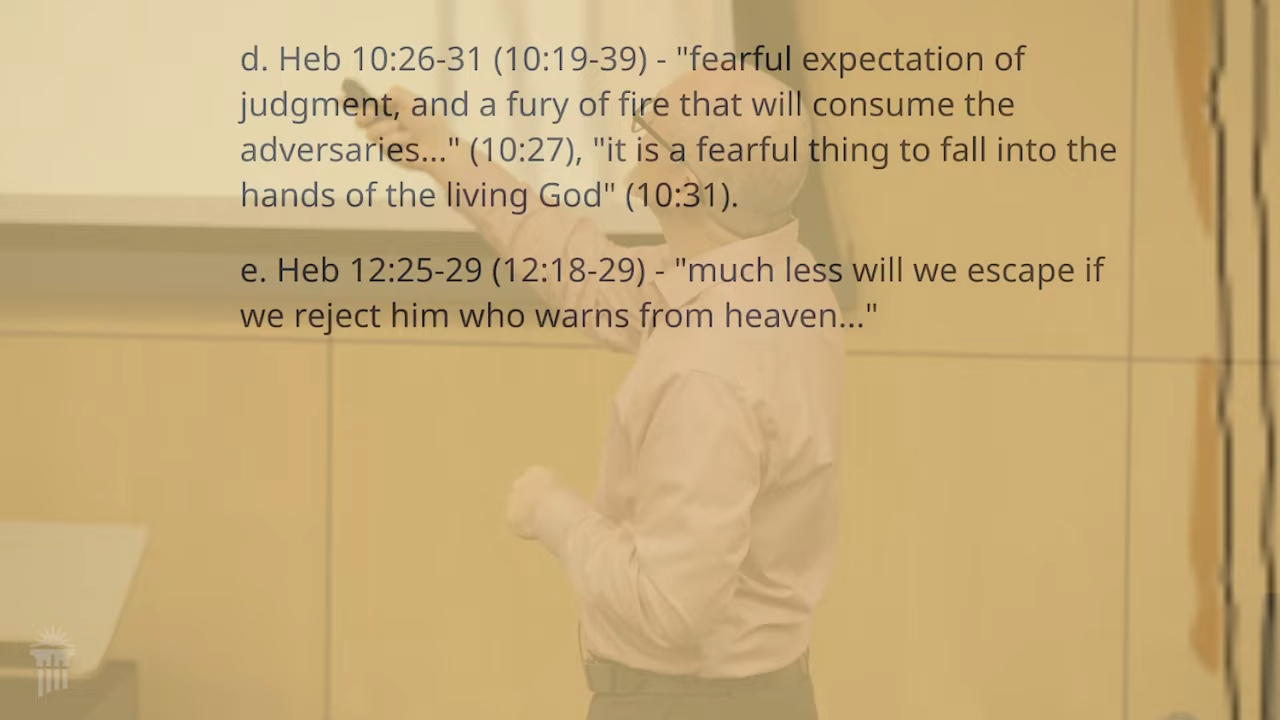 d. Heb 10:26-31 (10:19-39) - "fearful expectation of
judgment, and a fury of fire that will consume the
adversaries..." (10:27), "it is a fearful thing to fall into the
hands of the living God" (10:31).
e. Heb 12:25-29 (12:18-29) - "much less will we escape if
we reject him who warns from heaven..."